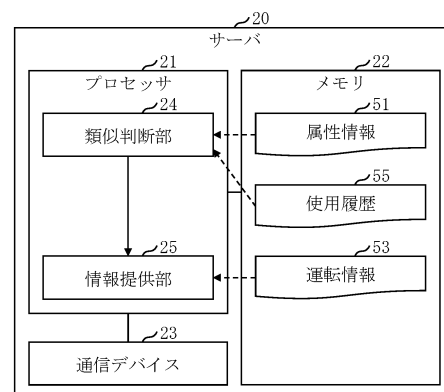 20
サーバ
21
プロセッサ
22
メモリ
24
類似判断部
51
属性情報
55
使用履歴
25
情報提供部
53
運転情報
23
通信デバイス